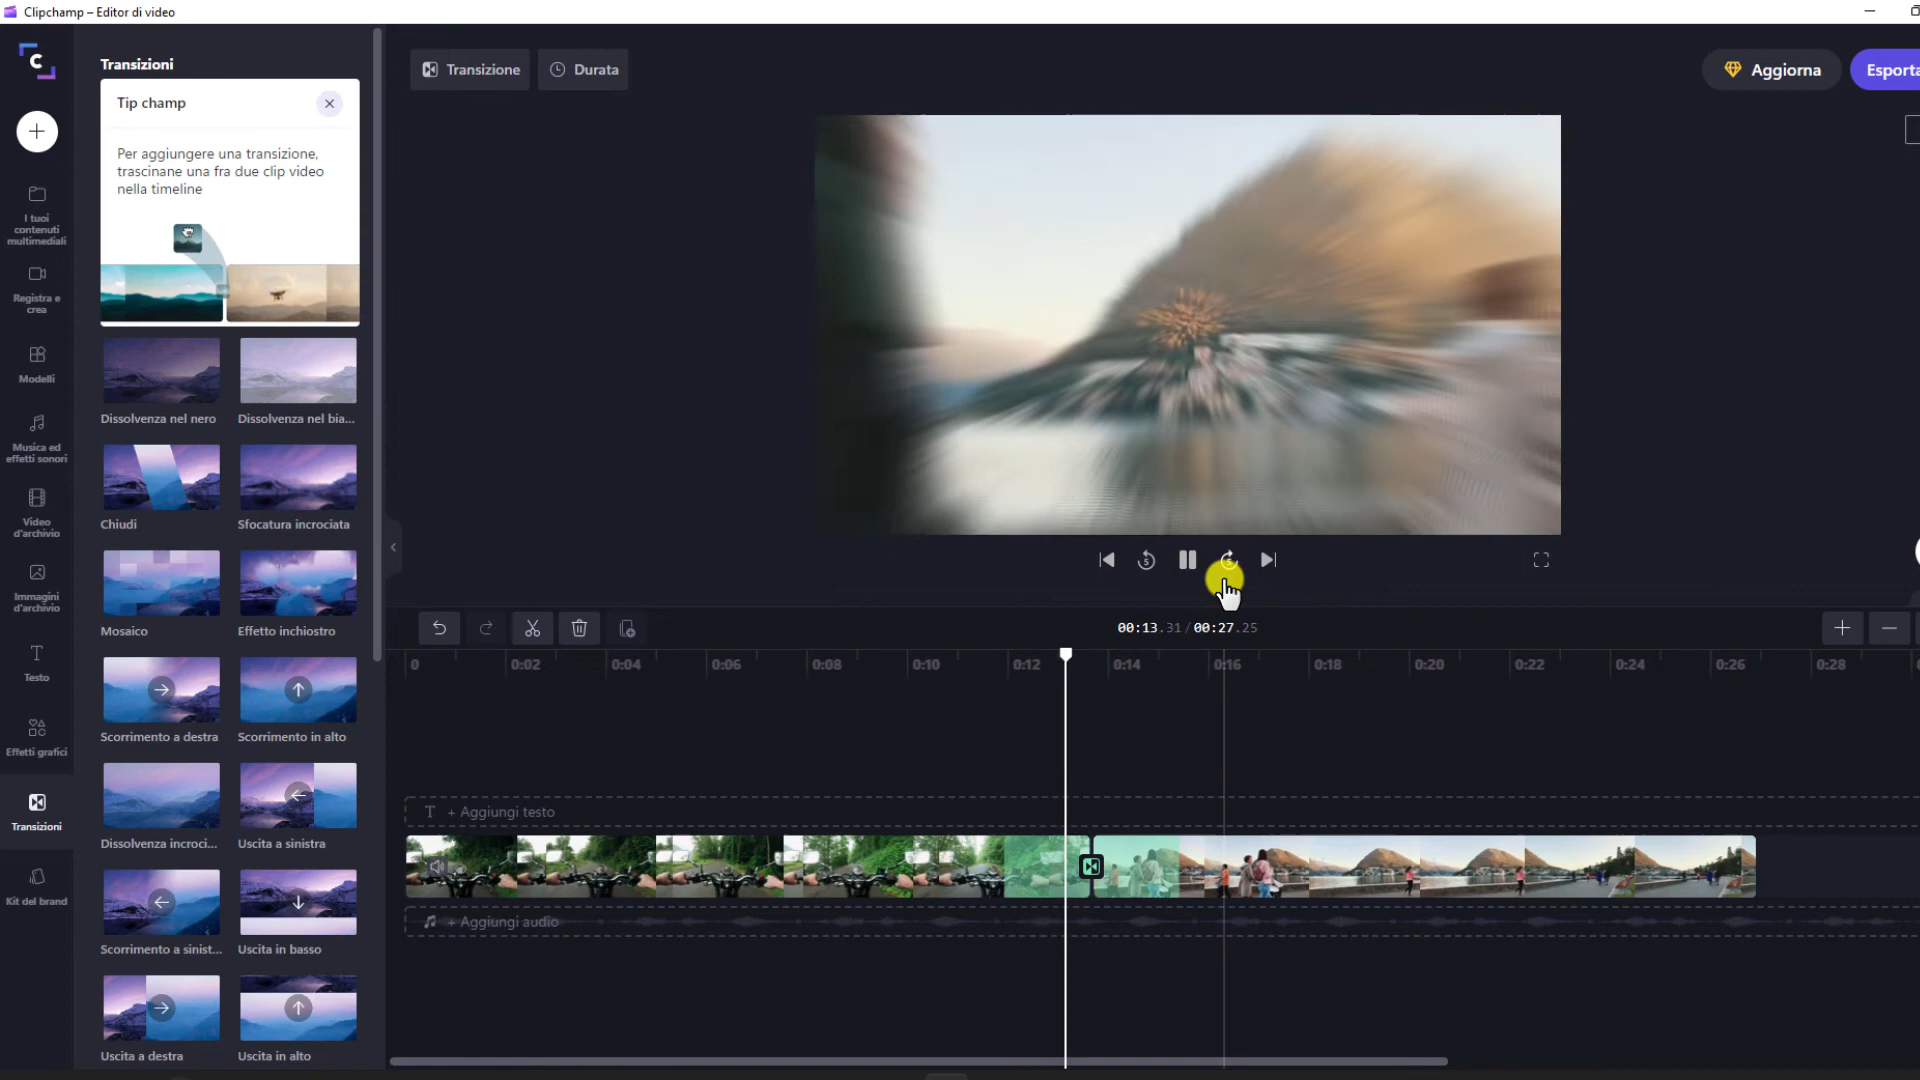 Clipchamp – Editor di video
Transizioni
Tip champ
Per aggiungere una transizione,
trascinane una fra due clip video
nella timeline
Dissolvenza nel nero
Dissolvenza nel bia...
Chiudi
Sfocatura incrociata
Mosaico
Effetto inchiostro
Scorrimento a destra
Scorrimento in alto
Dissolvenza incroci...
Uscita a sinistra
Scorrimento a sinist...
Uscita in basso
Uscita a destra
Uscita in alto
C
I tuoi
contenuti
multimediali
Registra e
crea
Modelli
Musica ed
effetti sonori
Video
d'archivio
Immagini
d'archivio
Testo
Effetti grafici
Transizioni
Kit del brand
Transizione
Durata
Aggiorna
Esporta
5
5
00:13.31/00:27.25
0
0:02
0:04
0:06
0:08
0:10
0:12
0:14
0:16
0:18
0:20
0:22
0:24
0:26
0:28
T + Aggiungi testo
+ Aggiungi audio